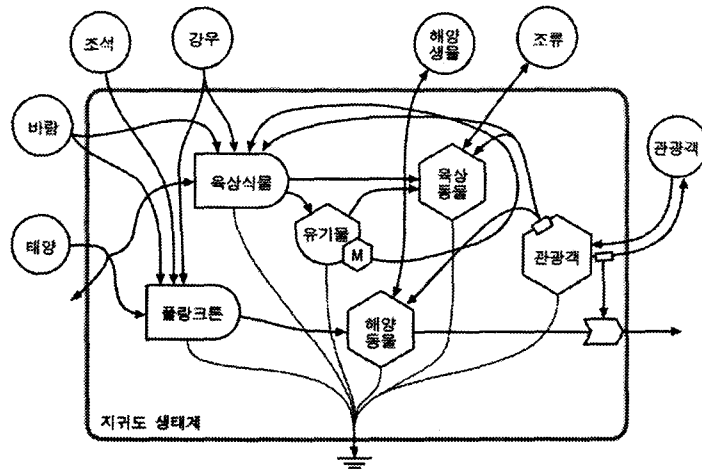 조석
강우
해양
생물
조류
바람
관광객
육상식물
육상
동물
유기물
M
태양
관광객
플랑크톤
해양
동물
지귀도 생태계